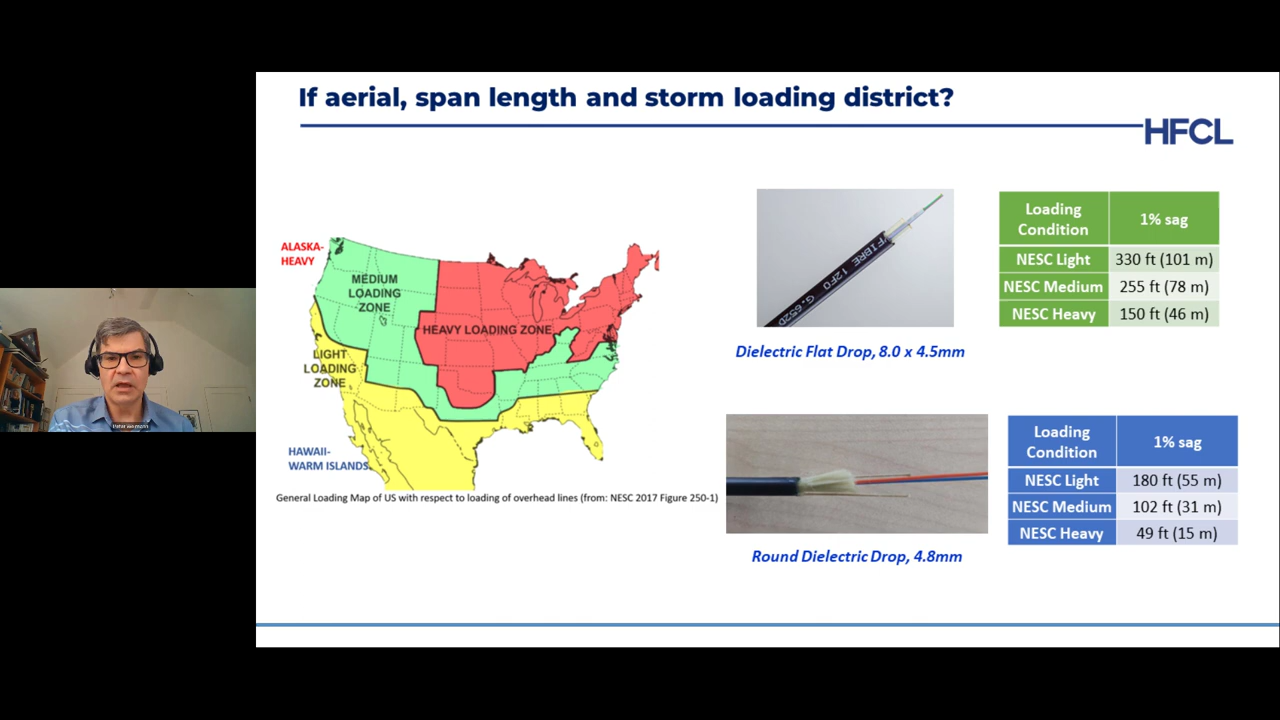 If aerial, span length and storm loading district?
HFCL
ALASKA-
HEAVY
MEDIUM
LOADING
ZONE
HEAVY LOADING ZONE
LIGHT
LOADING
ZONE
HAWAII-
WARM ISLANDS
General Loading Map of US with respect to loading of overhead lines (from: NESC 2017 Figure 250-1)
FIBRE 12FO G.652D
Dielectric Flat Drop, 8.0 x 4.5mm
Loading
Condition
1% sag
NESC Light 330 ft (101 m)
NESC Medium 255 ft (78 m)
NESC Heavy 150 ft (46 m)
Round Dielectric Drop, 4.8mm
Loading
Condition
1% sag
NESC Light 180 ft (55 m)
NESC Medium 102 ft (31 m)
NESC Heavy 49 ft (15 m)